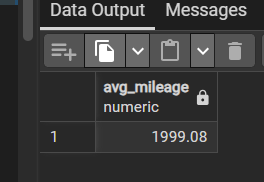 Data Output Messages
avg_mileage
numeric
1 1999.08